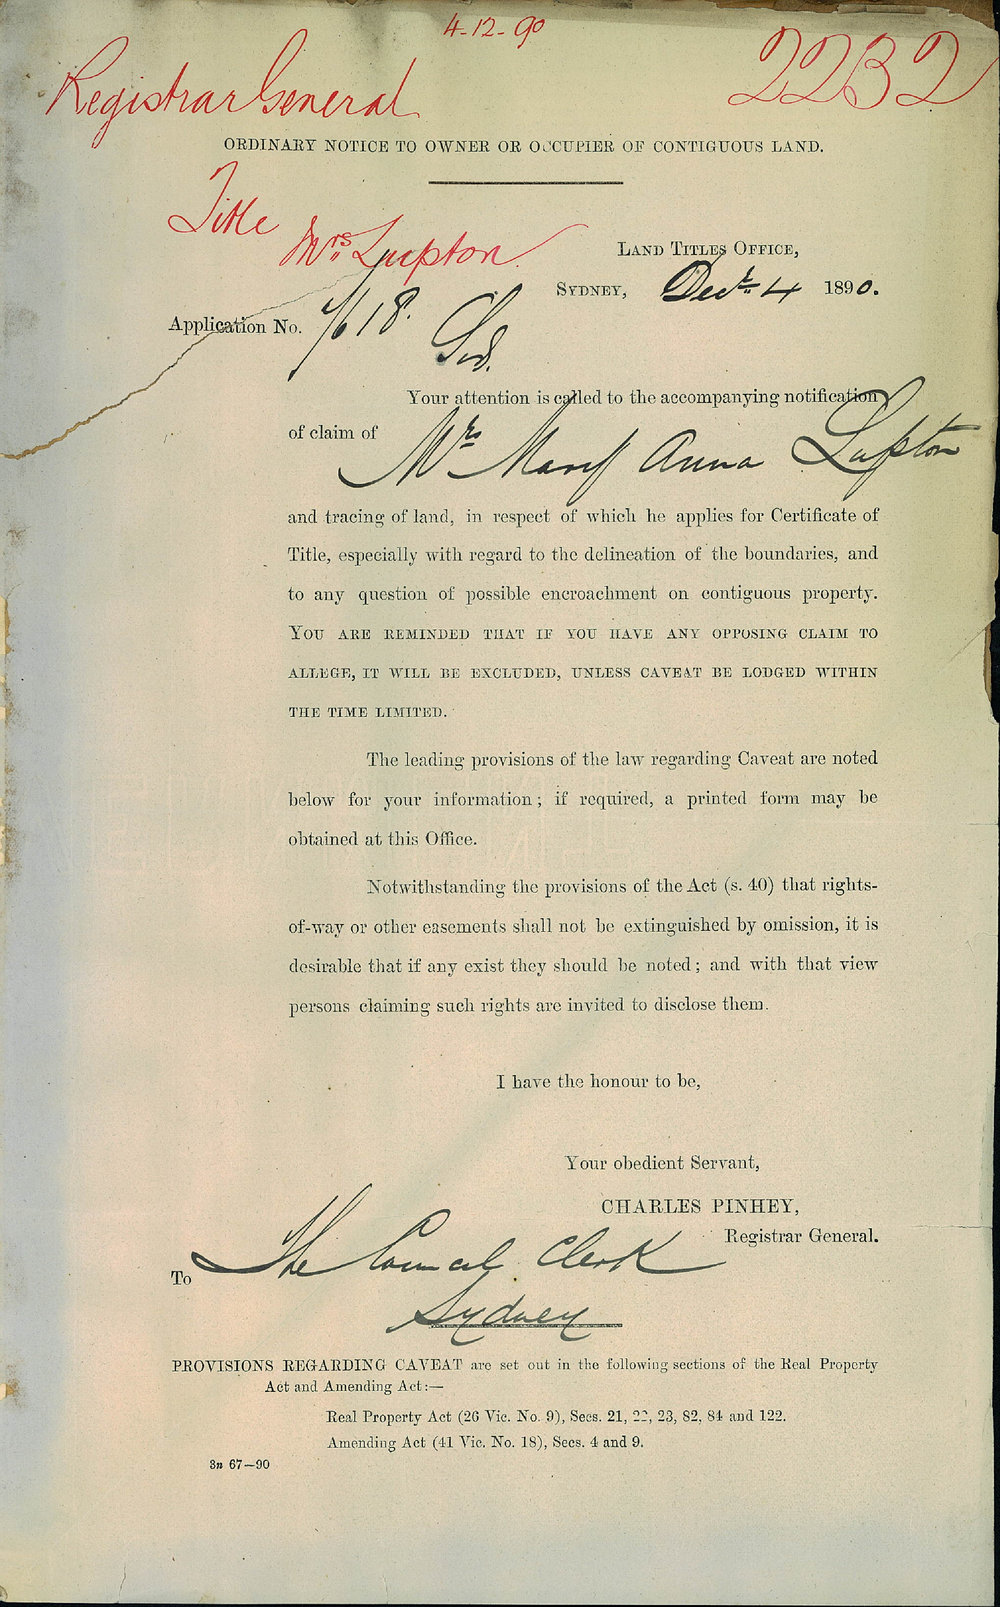 4-12-90
Registrar General
2232
ORDINARY NOTICE TO OWNER OR OCCUPIER OF CONTIGUOUS LAND.
Title
Mrs Lupton
LAND TITLES OFFICE,
SYDNEY, Decr 4 1890.
Application No. 7618.
Your attention is called to the accompanying notification
of claim of Mrs Mary Anna Lupton
and tracing of land, in respect of which he applies for Certificate of
Title, especially with regard to the delineation of the boundaries, and
to any question of possible encroachment on contiguous property.
YOU ARE REMINDED THAT IF YOU HAVE ANY OPPOSING CLAIM TO
ALLEGE, IT WILL BE EXCLUDED, UNLESS CAVEAT BE LODGED WITHIN
THE TIME LIMITED.
The leading provisions of the law regarding Caveat are noted
below for your information; if required, a printed form may be
obtained at this Office.
Notwithstanding the provisions of the Act (s. 40) that rights-
of-way or other easements shall not be extinguished by omission, it is
desirable that if any exist they should be noted; and with that view
persons claiming such rights are invited to disclose them.
I have the honour to be,
Your obedient Servant,
CHARLES PINHEY,
Registrar General.
To The Council Clerk
Sydney
PROVISIONS REGARDING CAVEAT are set out in the following sections of the Real Property
Act and Amending Act:—
Real Property Act (26 Vic. No. 9), Secs. 21, 22, 23, 82, 84 and 122.
Amending Act (41 Vic. No. 18), Secs. 4 and 9.
3n 67—90